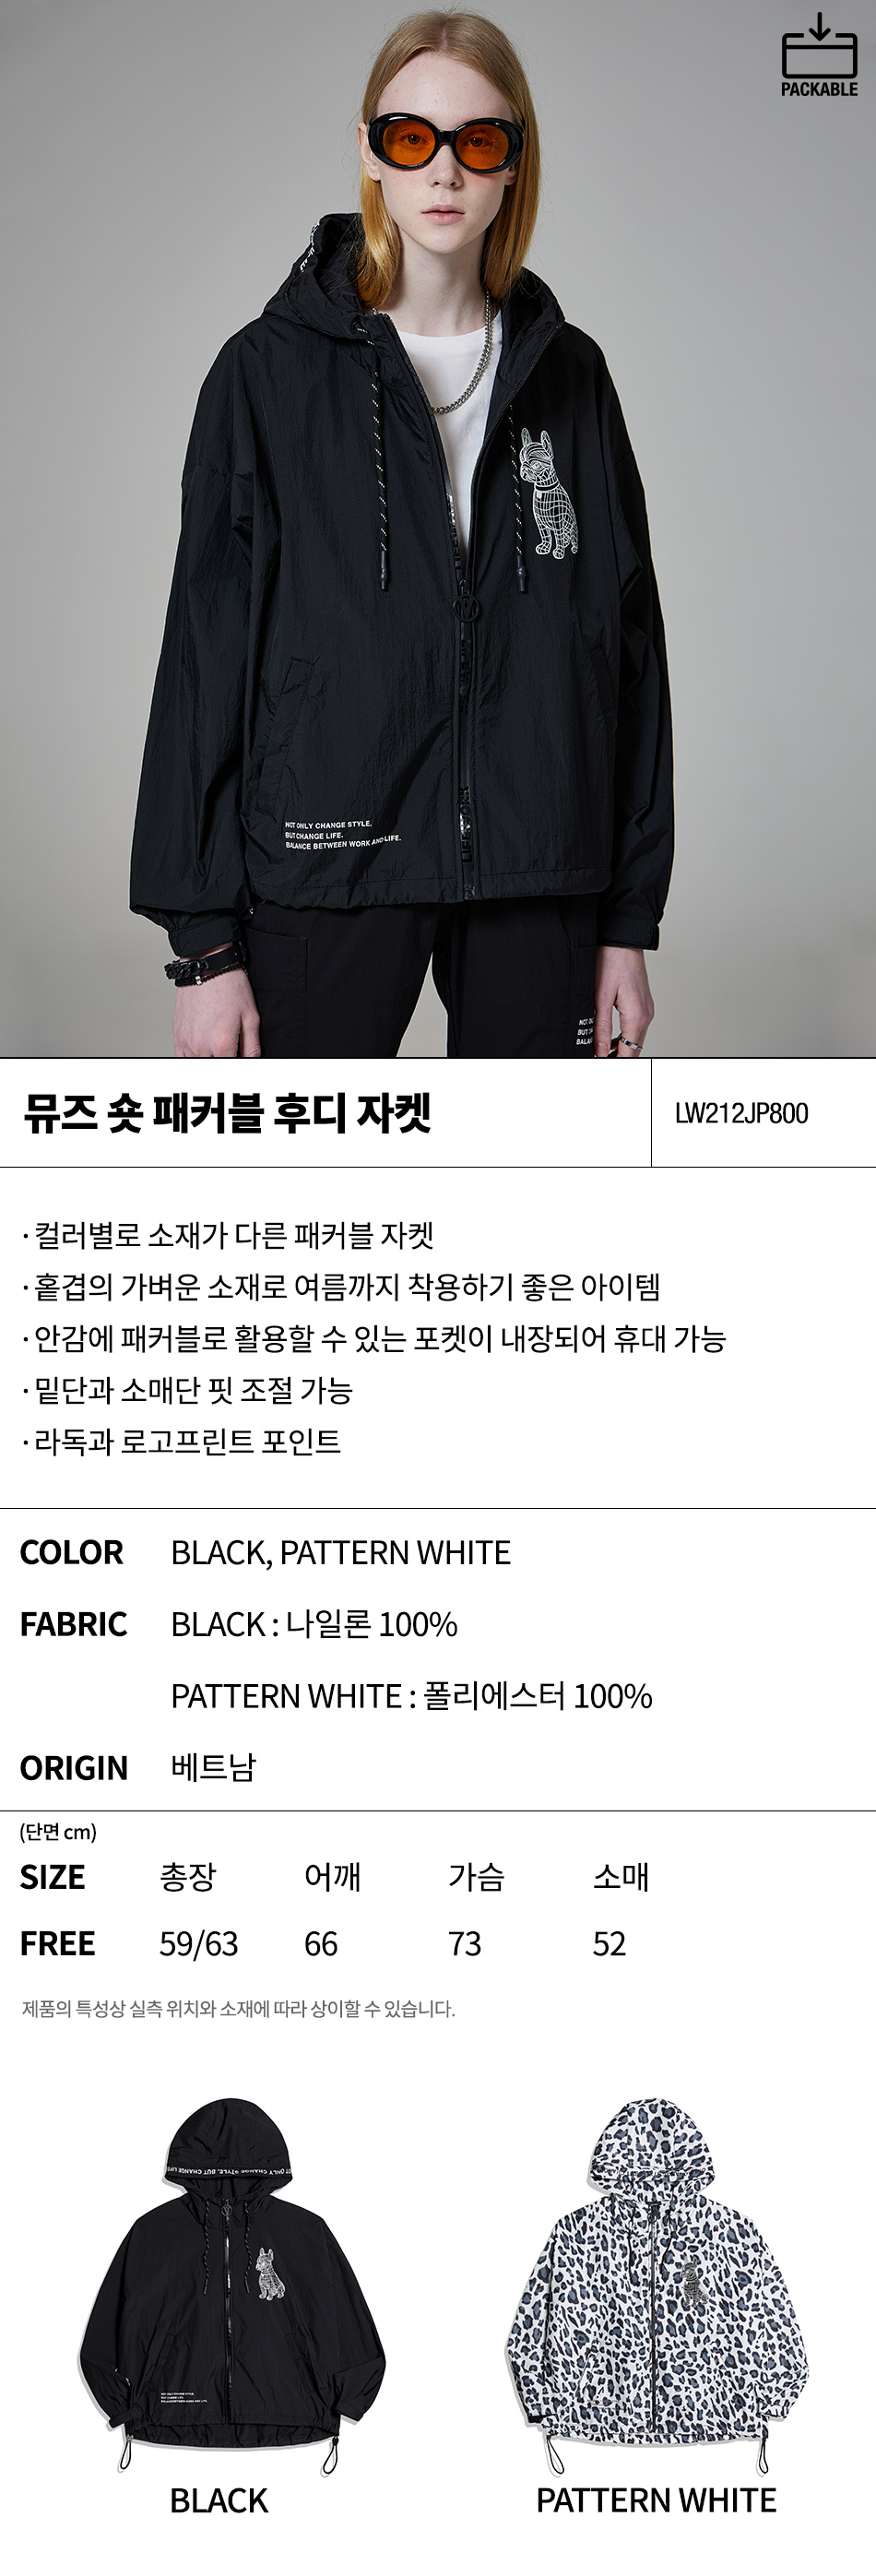 PACKABLE
NOT ONLY CHANGE STYLE.
BUT CHANGE LIFE.
BALANCE BETWEEN WORK AND LIFE.
뮤즈 숏 패커블 후디 자켓
LW212JP800
· 컬러별로 소재가 다른 패커블 자켓
· 홑겹의 가벼운 소재로 여름까지 착용하기 좋은 아이템
· 안감에 패커블로 활용할 수 있는 포켓이 내장되어 휴대 가능
· 밑단과 소매단 핏 조절 가능
· 라독과 로고프린트 포인트
COLOR BLACK, PATTERN WHITE
FABRIC BLACK : 나일론 100%
PATTERN WHITE : 폴리에스터 100%
ORIGIN 베트남
(단면 cm)
SIZE 총장 어깨 가슴 소매
FREE 59/63 66 73 52
제품의 특성상 실측 위치와 소재에 따라 상이할 수 있습니다.
BLACK
PATTERN WHITE